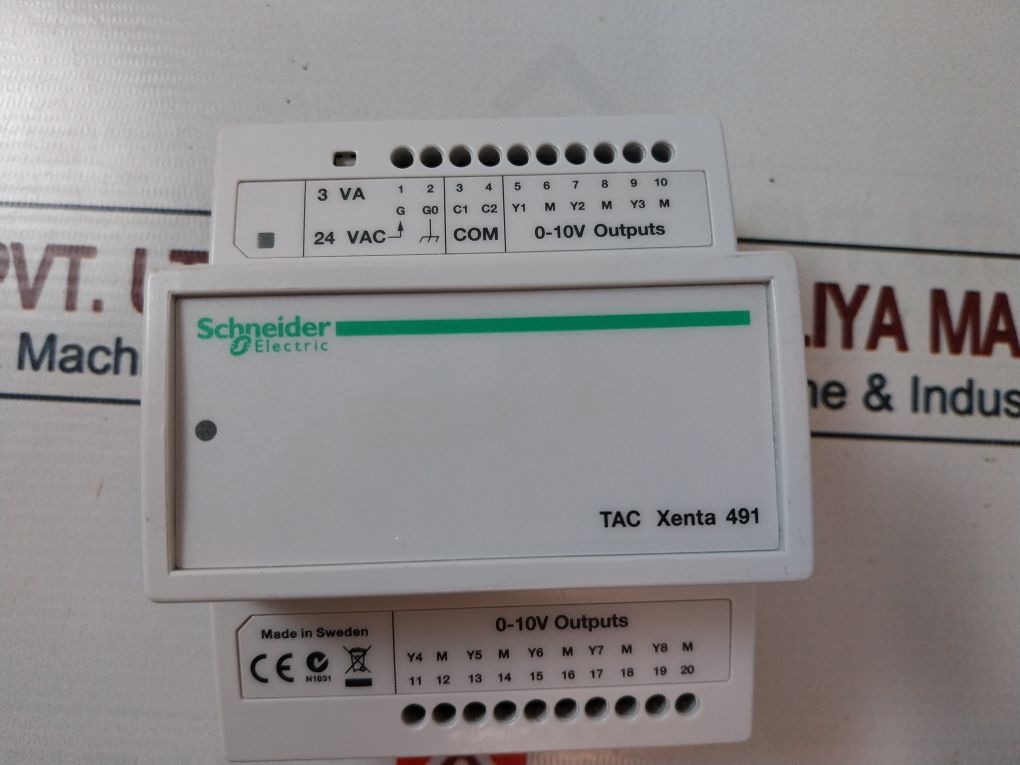 3 VA 1 2 3 4 5 6 7 8 9 10
G G0 C1 C2 Y1 M Y2 M Y3 M
24 VAC COM 0-10V Outputs
PVT.
LIYA MA
Mach
& Indus
Schneider
Electric
TAC Xenta 491
Made in Sweden
CE
N1831
0-10V Outputs
Y4 M Y5 M Y6 M Y7 M Y8 M
11 12 13 14 15 16 17 18 19 20